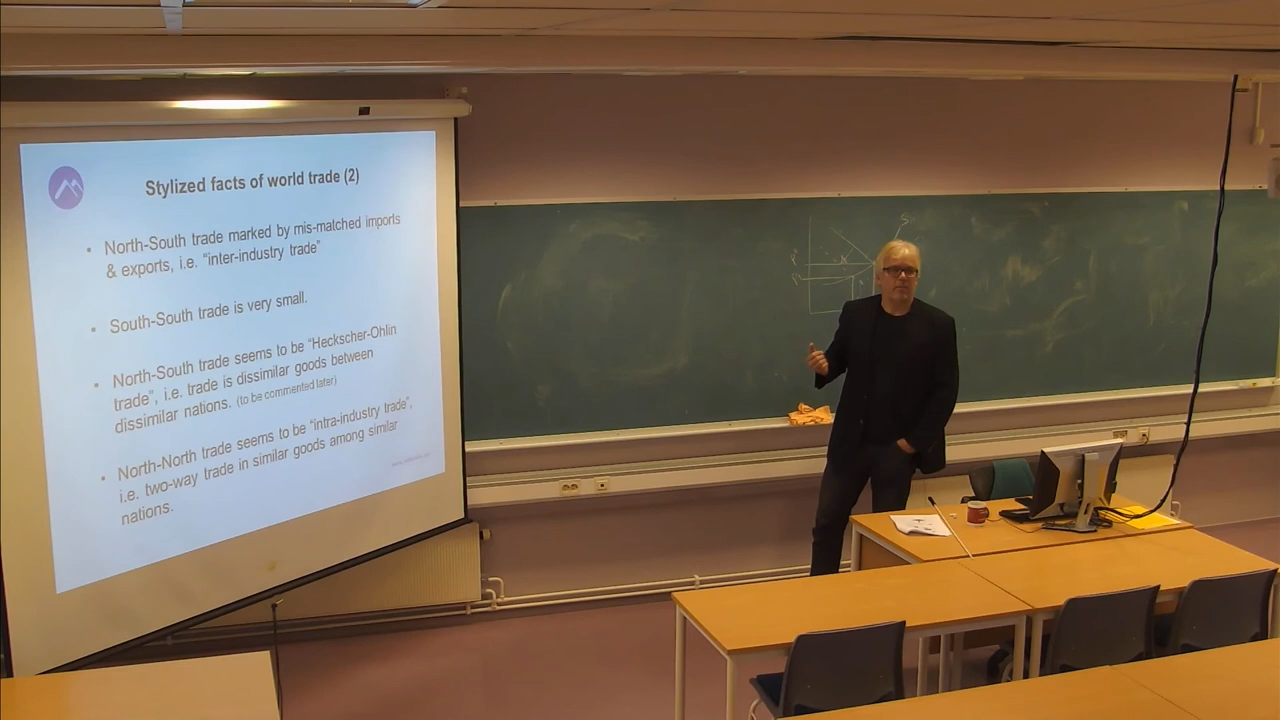 Stylized facts of world trade (2)
• North-South trade marked by mis-matched imports
& exports, i.e. “inter-industry trade”
• South-South trade is very small.
• North-South trade seems to be “Heckscher-Ohlin
trade”, i.e. trade is dissimilar goods between
dissimilar nations. (to be commented later)
• North-North trade seems to be “intra-industry trade”,
i.e. two-way trade in similar goods among similar
nations.